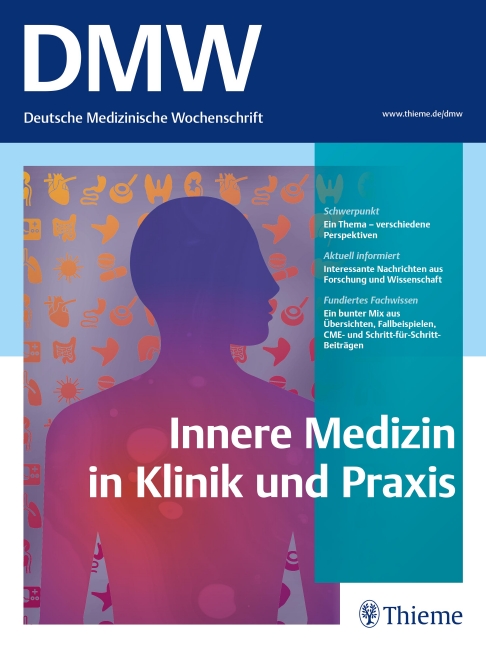 DMW
Deutsche Medizinische Wochenschrift
www.thieme.de/dmw
Schwerpunkt
Ein Thema – verschiedene
Perspektiven
Aktuell informiert
Interessante Nachrichten aus
Forschung und Wissenschaft
Fundiertes Fachwissen
Ein bunter Mix aus
Übersichten, Fallbeispielen,
CME- und Schritt-für-Schritt-
Beiträgen
Innere Medizin
in Klinik und Praxis
Thieme